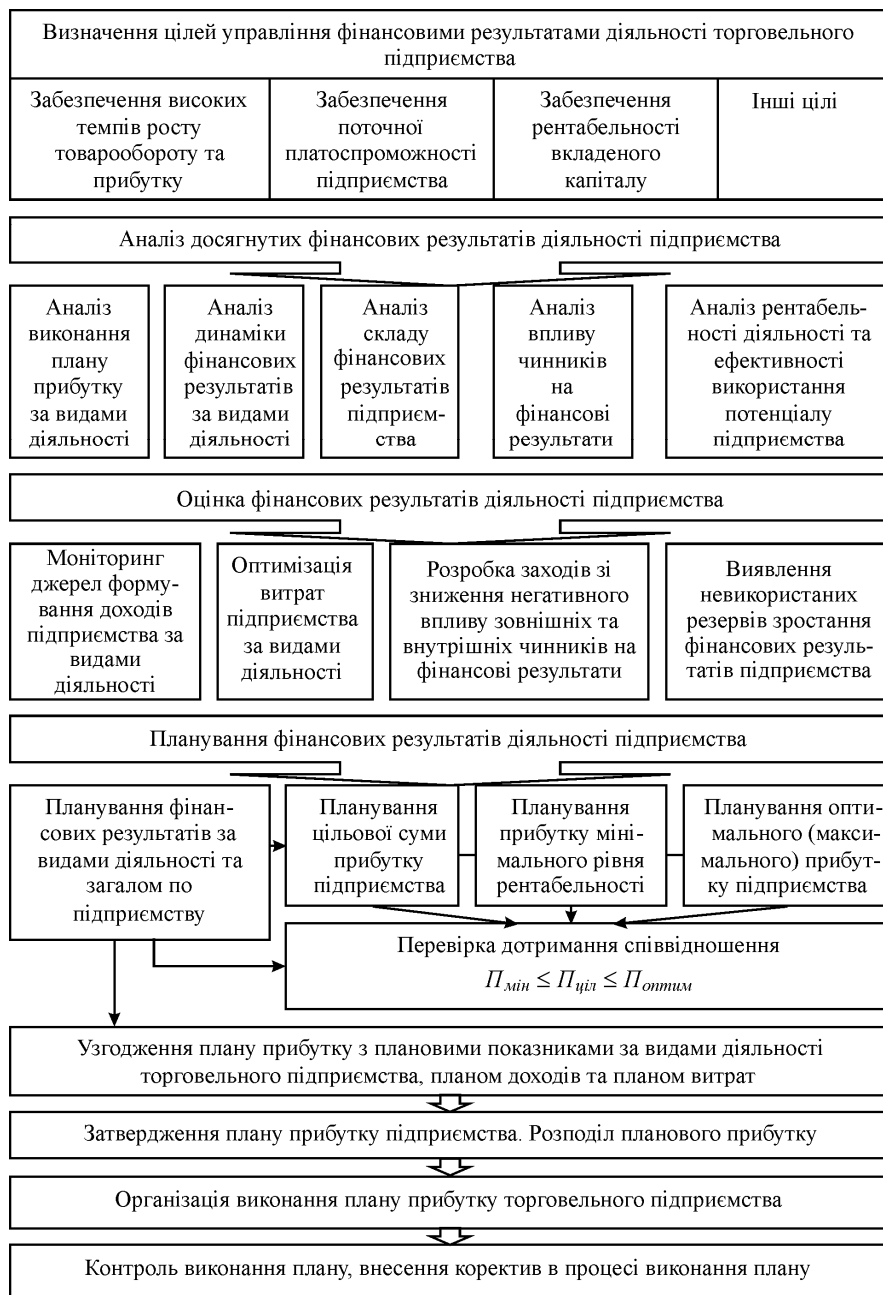 Визначення цілей управління фінансовими результатами діяльності торговельного
підприємства
Забезпечення високих
темпів росту
товарообороту та
прибутку
Забезпечення
поточної
платоспроможності
підприємства
Забезпечення
рентабельності
вкладеного
капіталу
Інші цілі
Аналіз досягнутих фінансових результатів діяльності підприємства
Аналіз
виконання
плану
прибутку
за видами
діяльності
Аналіз
динаміки
фінансових
результатів
за видами
діяльності
Аналіз
складу
фінансових
результатів
підприєм-
ства
Аналіз
впливу
чинників
на
фінансові
результати
Аналіз рентабель-
ності діяльності та
ефективності
використання
потенціалу
підприємства
Оцінка фінансових результатів діяльності підприємства
Моніторинг
джерел форму-
вання доходів
підприємства за
видами
діяльності
Оптимізація
витрат
підприємства
за видами
діяльності
Розробка заходів зі
зниження негативного
впливу зовнішніх та
внутрішніх чинників на
фінансові результати
Виявлення
невикористаних
резервів зростання
фінансових резуль-
татів підприємства
Планування фінансових результатів діяльності підприємства
Планування фінан-
сових результатів за
видами діяльності та
загалом по
підприємству
Планування
цільової суми
прибутку
підприємства
Планування
прибутку міні-
мального рівня
рентабельності
Планування опти-
мального (макси-
мального) прибут-
ку підприємства
Перевірка дотримання співвідношення
П мін ≤ П ціл ≤ П оптим
Узгодження плану прибутку з плановими показниками за видами діяльності
торговельного підприємства, планом доходів та планом витрат
Затвердження плану прибутку підприємства. Розподіл планового прибутку
Організація виконання плану прибутку торговельного підприємства
Контроль виконання плану, внесення коректив в процесі виконання плану